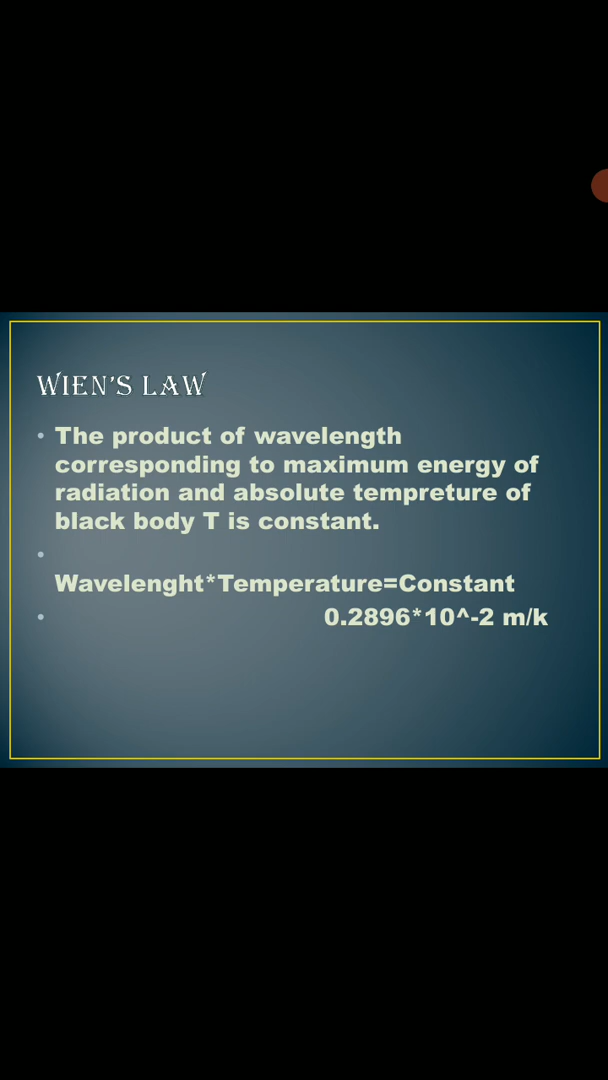 WIEN'S LAW
• The product of wavelength
corresponding to maximum energy of
radiation and absolute tempreture of
black body T is constant.
•
Wavelenght*Temperature=Constant
• 0.2896*10^-2 m/k